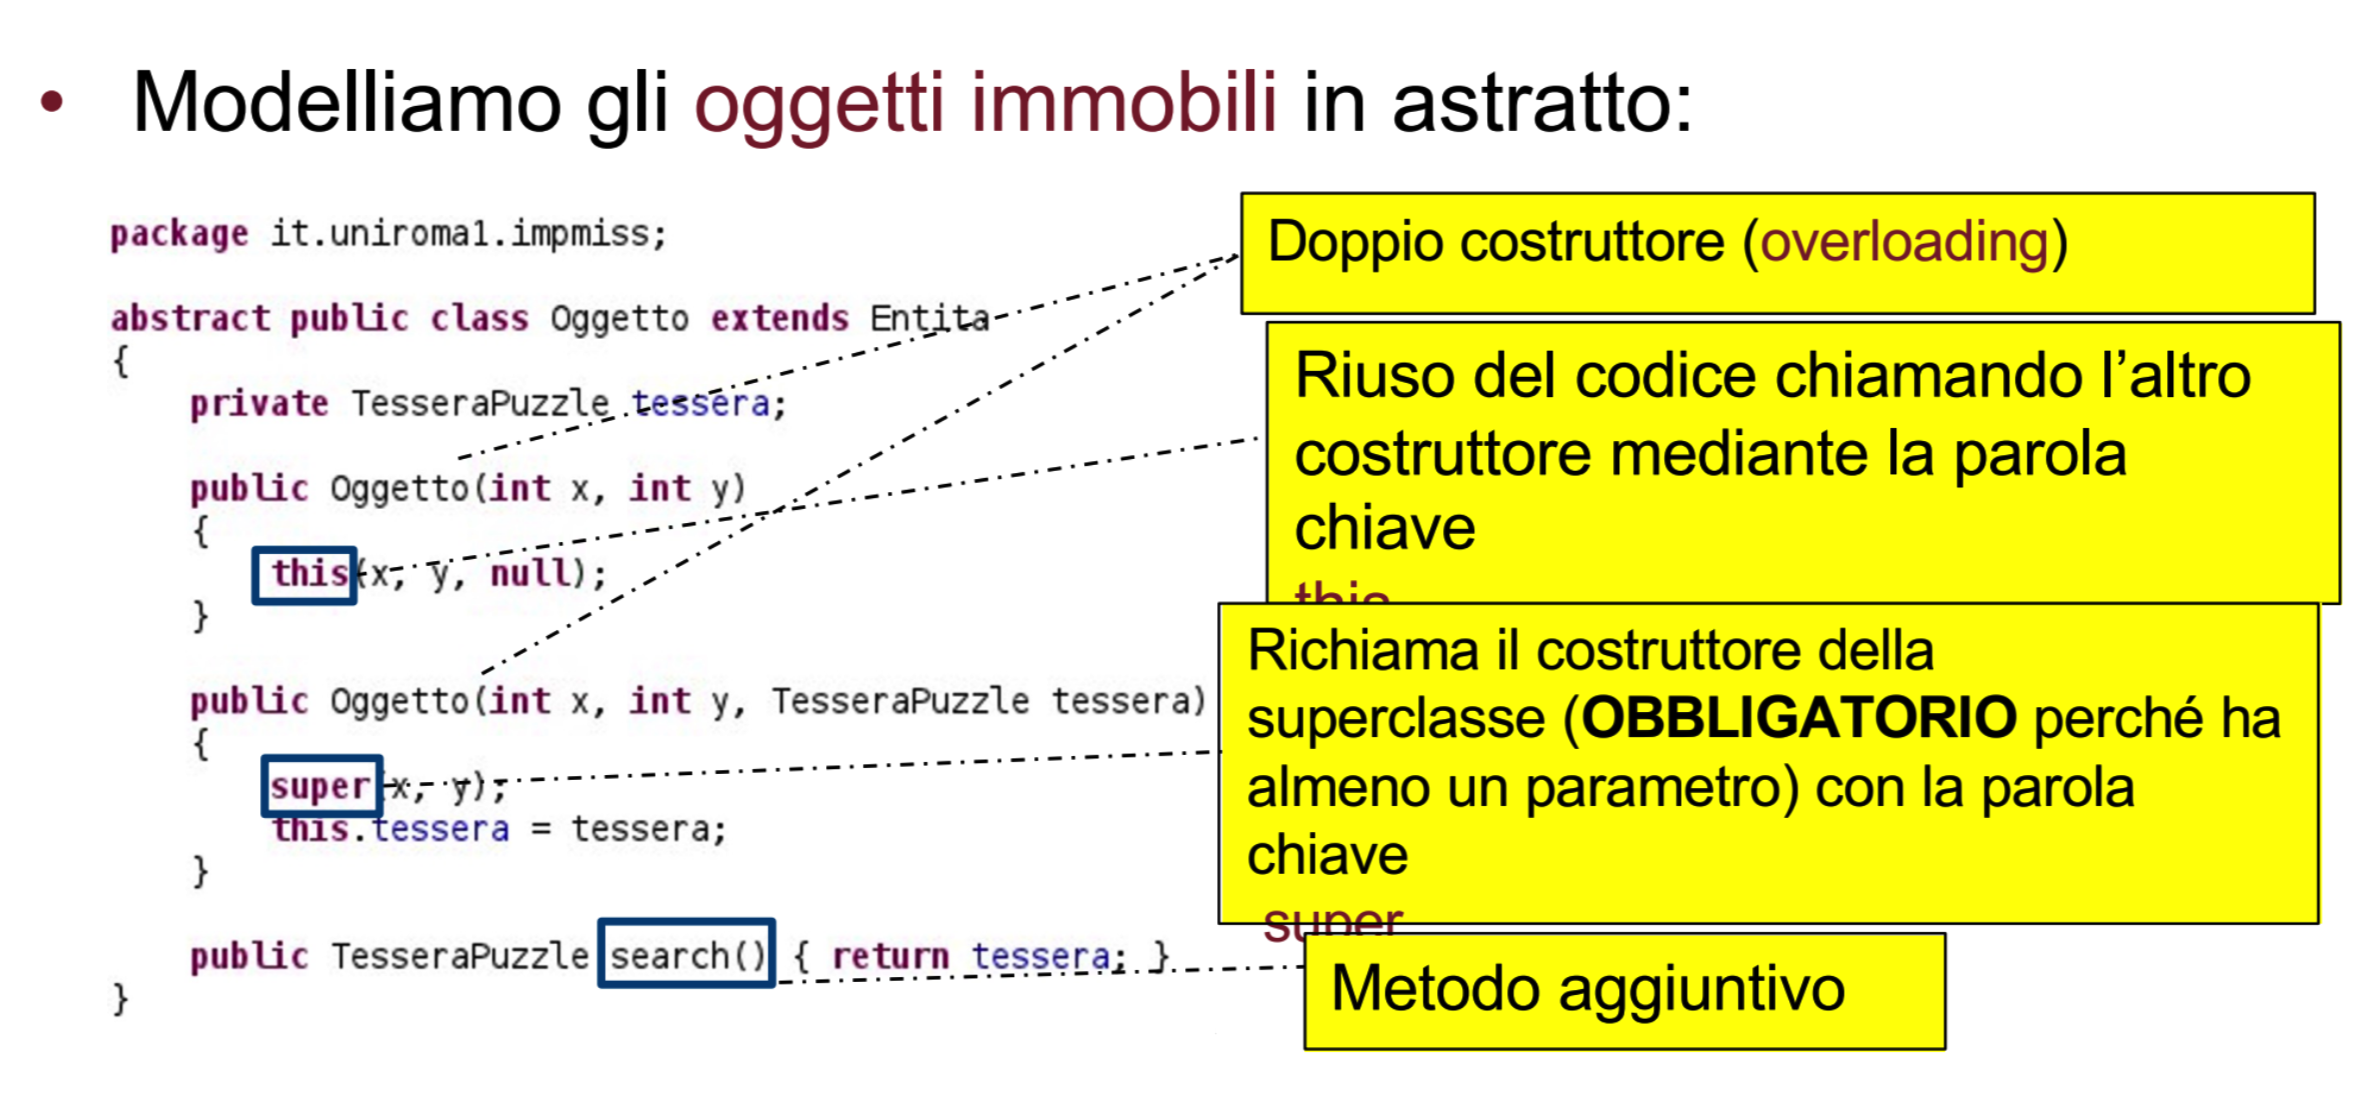 • Modelliamo gli oggetti immobili in astratto:
package it.uniroma1.impmiss;
abstract public class Oggetto extends Entita
{
private TesseraPuzzle tessera;
public Oggetto(int x, int y)
{
this(x, y, null);
}
public Oggetto(int x, int y, TesseraPuzzle tessera)
{
super(x, y);
this.tessera = tessera;
}
public TesseraPuzzle search() { return tessera; }
}
Doppio costruttore (overloading)
Riuso del codice chiamando l’altro
costruttore mediante la parola
chiave
this
Richiama il costruttore della
superclasse (OBBLIGATORIO perché ha
almeno un parametro) con la parola
chiave
super
Metodo aggiuntivo